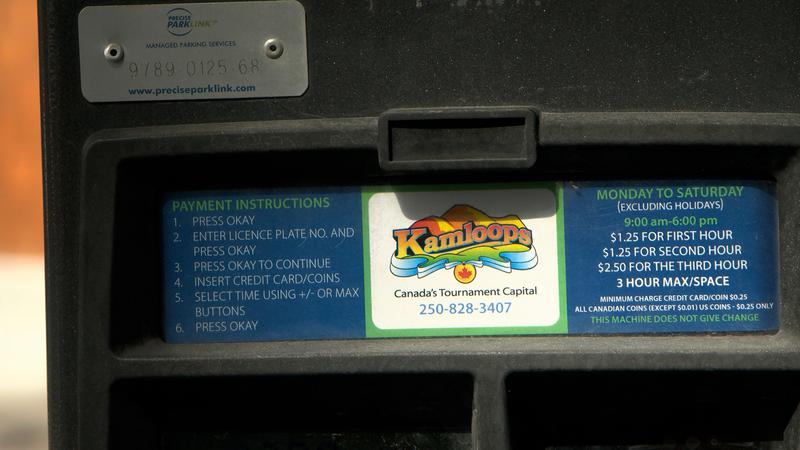 PRECISE
PARKLINK™
MANAGED PARKING SERVICES
9789 0125 68
www.preciseparklink.com
PAYMENT INSTRUCTIONS
1. PRESS OKAY
2. ENTER LICENCE PLATE NO. AND
PRESS OKAY
3. PRESS OKAY TO CONTINUE
4. INSERT CREDIT CARD/COINS
5. SELECT TIME USING +/- OR MAX
BUTTONS
6. PRESS OKAY
Kamloops
Canada's Tournament Capital
250-828-3407
MONDAY TO SATURDAY
(EXCLUDING HOLIDAYS)
9:00 am-6:00 pm
$1.25 FOR FIRST HOUR
$1.25 FOR SECOND HOUR
$2.50 FOR THE THIRD HOUR
3 HOUR MAX/SPACE
MINIMUM CHARGE CREDIT CARD/COIN $0.25
ALL CANADIAN COINS (EXCEPT $0.01) US COINS - $0.25 ONLY
THIS MACHINE DOES NOT GIVE CHANGE